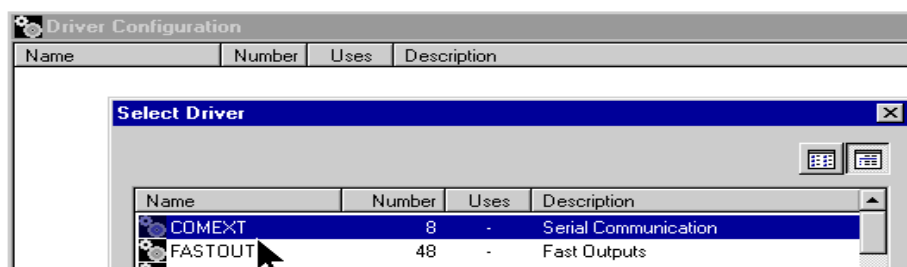 Driver Configuration
Name Number Uses Description
Select Driver
Name Number Uses Description
COMEXT 8 - Serial Communication
FASTOUT 48 - Fast Outputs